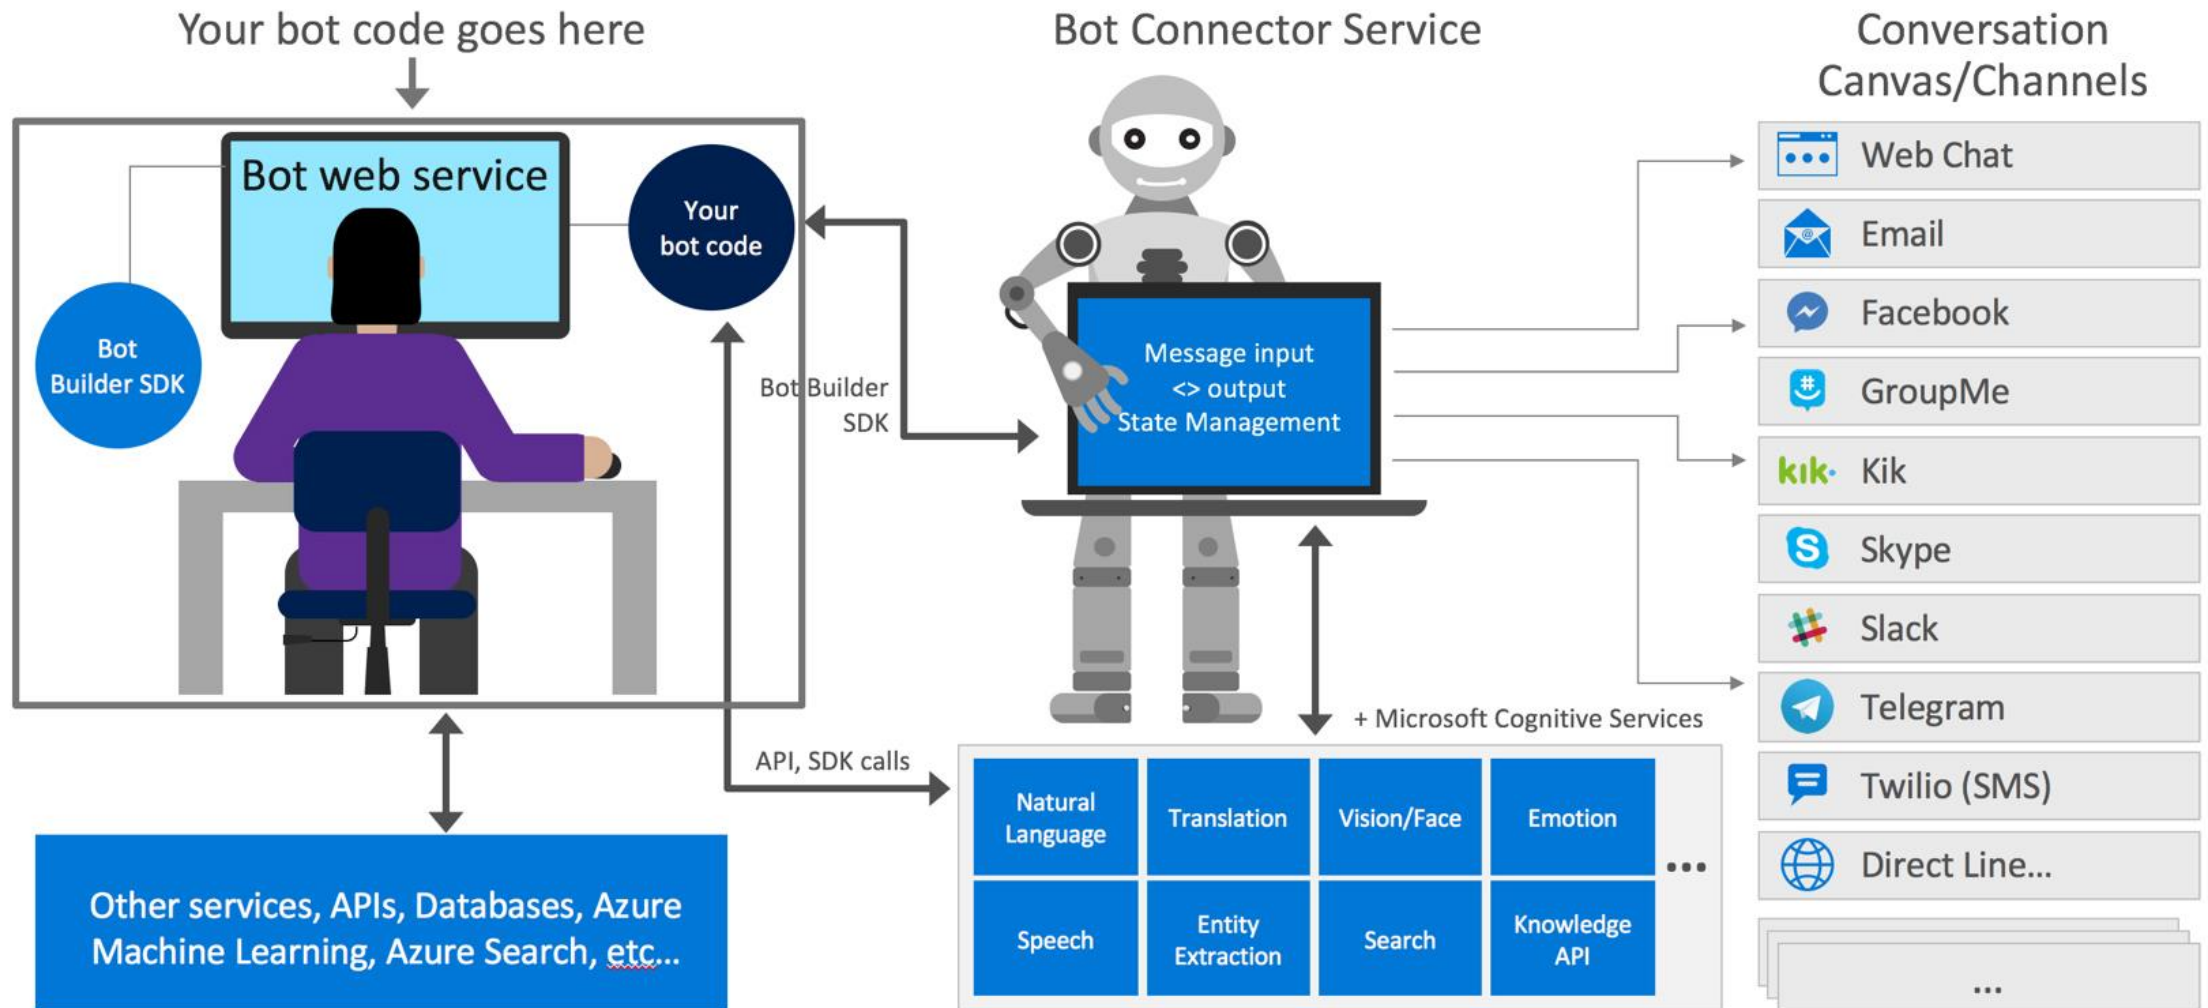 Your bot code goes here
Bot web service
Your
bot code
Bot
Builder SDK
Other services, APIs, Databases, Azure
Machine Learning, Azure Search, etc...
Bot Builder
SDK
API, SDK calls
Bot Connector Service
Message input
<> output
State Management
+ Microsoft Cognitive Services
Natural
Language
Translation
Vision/Face
Emotion
...
Speech
Entity
Extraction
Search
Knowledge
API
Conversation
Canvas/Channels
Web Chat
@
Email
Facebook
#
GroupMe
kik. Kik
S
Skype
Slack
Telegram
Twilio (SMS)
Direct Line...
...